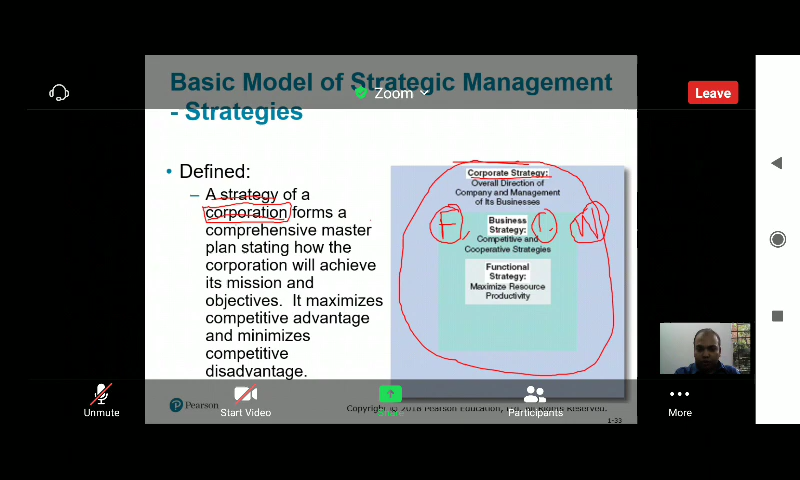 Basic Model of Strategic Management
- Strategies
Zoom
Leave
• Defined:
– A strategy of a
corporation forms a
comprehensive master
plan stating how the
corporation will achieve
its mission and
objectives. It maximizes
competitive advantage
and minimizes
competitive
disadvantage.
Corporate Strategy:
Overall Direction of
Company and Management
of Its Businesses
F, I, W
Business
Strategy:
Competitive and
Cooperative Strategies
Functional
Strategy:
Maximize Resource
Productivity
Unmute
Pearson
Start Video
Share
Participants
More
1-33